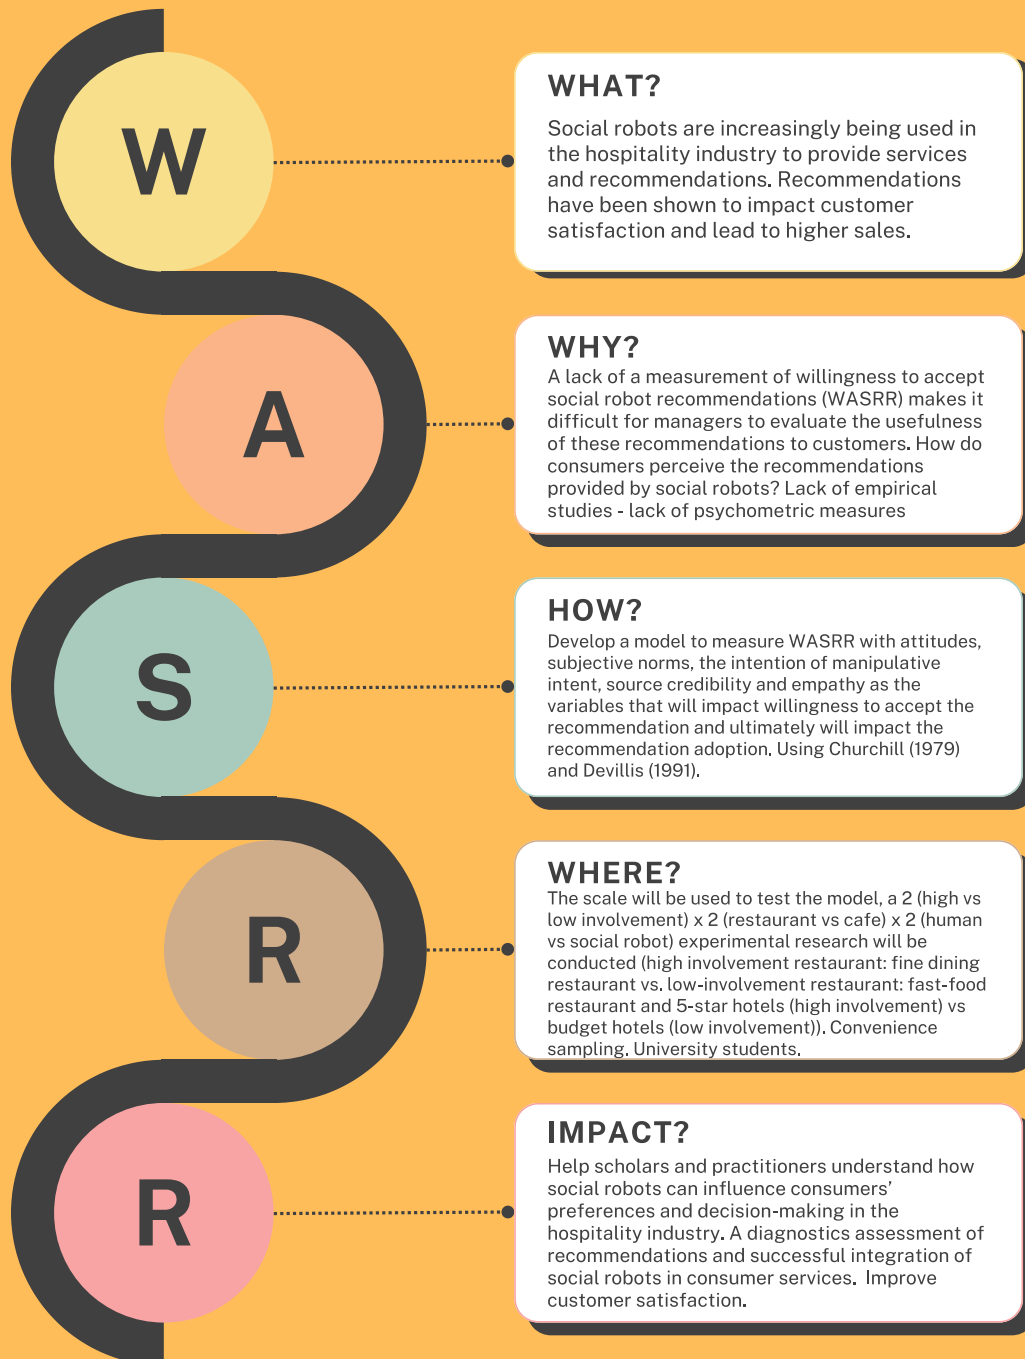 W
WHAT?
Social robots are increasingly being used in
the hospitality industry to provide services
and recommendations. Recommendations
have been shown to impact customer
satisfaction and lead to higher sales.
A
WHY?
A lack of a measurement of willingness to accept
social robot recommendations (WASRR) makes it
difficult for managers to evaluate the usefulness
of these recommendations to customers. How do
consumers perceive the recommendations
provided by social robots? Lack of empirical
studies - lack of psychometric measures
S
HOW?
Develop a model to measure WASRR with attitudes,
subjective norms, the intention of manipulative
intent, source credibility and empathy as the
variables that will impact willingness to accept the
recommendation and ultimately will impact the
recommendation adoption. Using Churchill (1979)
and Devillis (1991).
R
WHERE?
The scale will be used to test the model, a 2 (high vs
low involvement) x 2 (restaurant vs cafe) x 2 (human
vs social robot) experimental research will be
conducted (high involvement restaurant: fine dining
restaurant vs. low-involvement restaurant: fast-food
restaurant and 5-star hotels (high involvement) vs
budget hotels (low involvement)). Convenience
sampling. University students.
R
IMPACT?
Help scholars and practitioners understand how
social robots can influence consumers’
preferences and decision-making in the
hospitality industry. A diagnostics assessment of
recommendations and successful integration of
social robots in consumer services.  Improve
customer satisfaction.